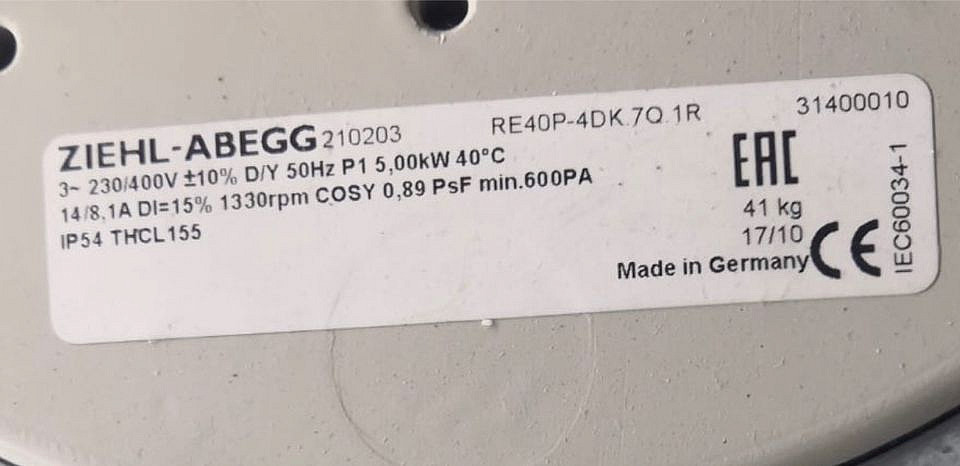 ZIEHL-ABEGG 210203 RE40P-4DK.7Q.1R 31400010
3~ 230/400V ±10% D/Y 50Hz P1 5,00kW 40°C
14/8,1A DI=15% 1330rpm COSY 0,89 PsF min.600PA
IP54 THCL155
EAC
41 kg
17/10
Made in Germany CE
IEC60034-1